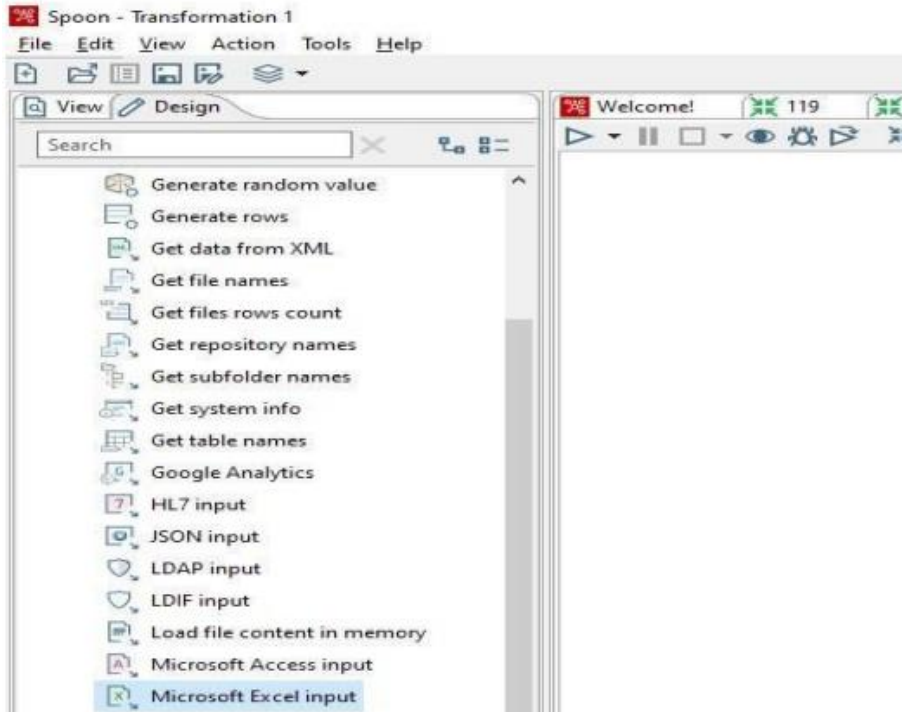 Spoon - Transformation 1
File Edit View Action Tools Help
View Design
Welcome! 119
Search
Generate random value
Generate rows
Get data from XML
Get file names
Get files rows count
Get repository names
Get subfolder names
Get system info
Get table names
Google Analytics
HL7 input
JSON input
LDAP input
LDIF input
Load file content in memory
Microsoft Access input
Microsoft Excel input